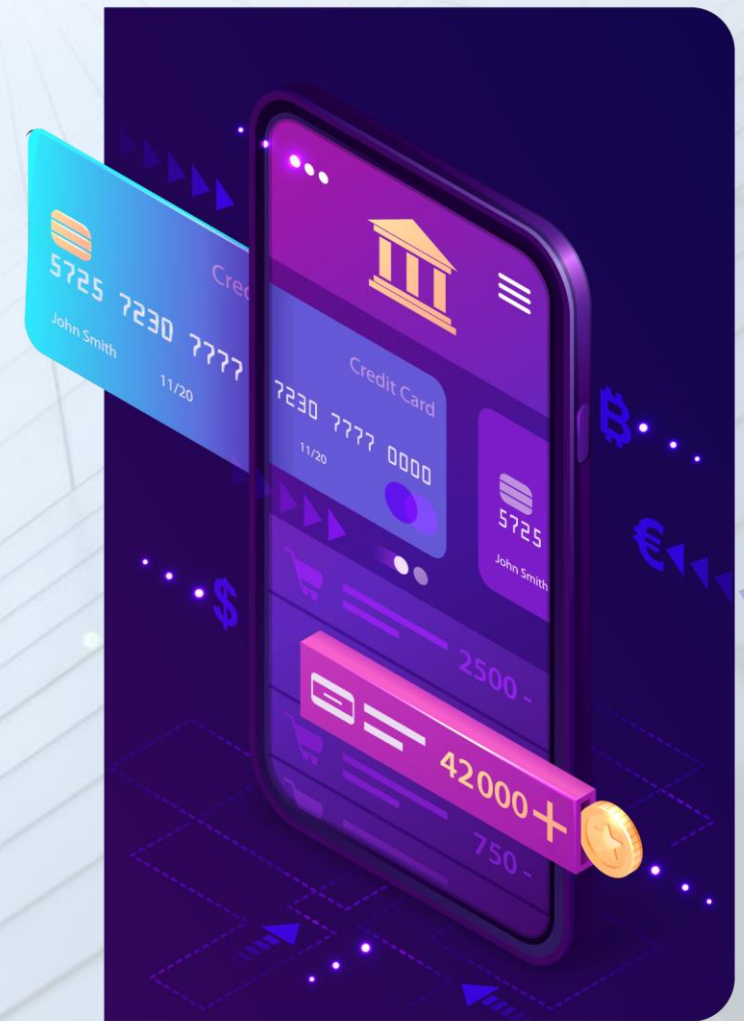 Cred
5725 7230 7777
John Smith
11/20
Credit Card
7230 7777 0000
11/20
5725
John Smith
2500 -
42000+
750 -
₿
€
$